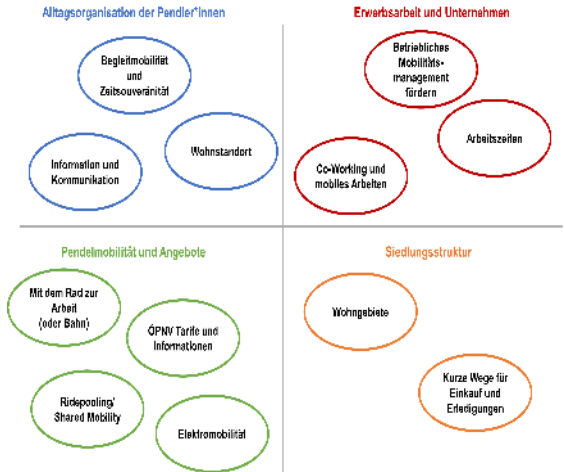 Alltagsorganisation der Pendler*innen
Begleitmobilität
und
Zeitsouveränität
Wohnstandort
Information und
Kommunikation
Erwerbsarbeit und Unternehmen
Betriebliches
Mobilitäts-
management
fördern
Arbeitszeiten
Co-Working und
mobiles Arbeiten
Pendelmobilität und Angebote
Mit dem Rad zur
Arbeit
(oder Bahn)
ÖPNV Tarife und
Informationen
Ridepooling/
Shared Mobility
Elektromobilität
Siedlungsstruktur
Wohngebiete
Kurze Wege für
Einkauf und
Erledigungen